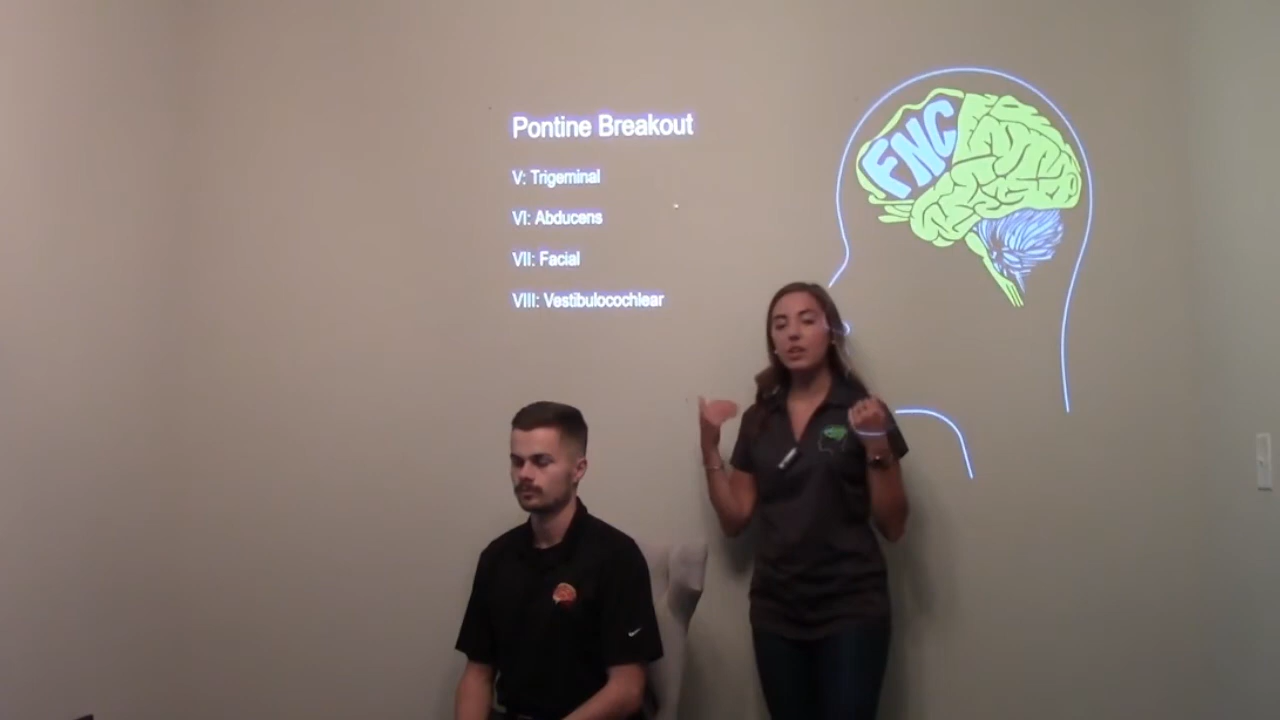 Pontine Breakout
V: Trigeminal
VI: Abducens
VII: Facial
VIII: Vestibulocochlear
FNC